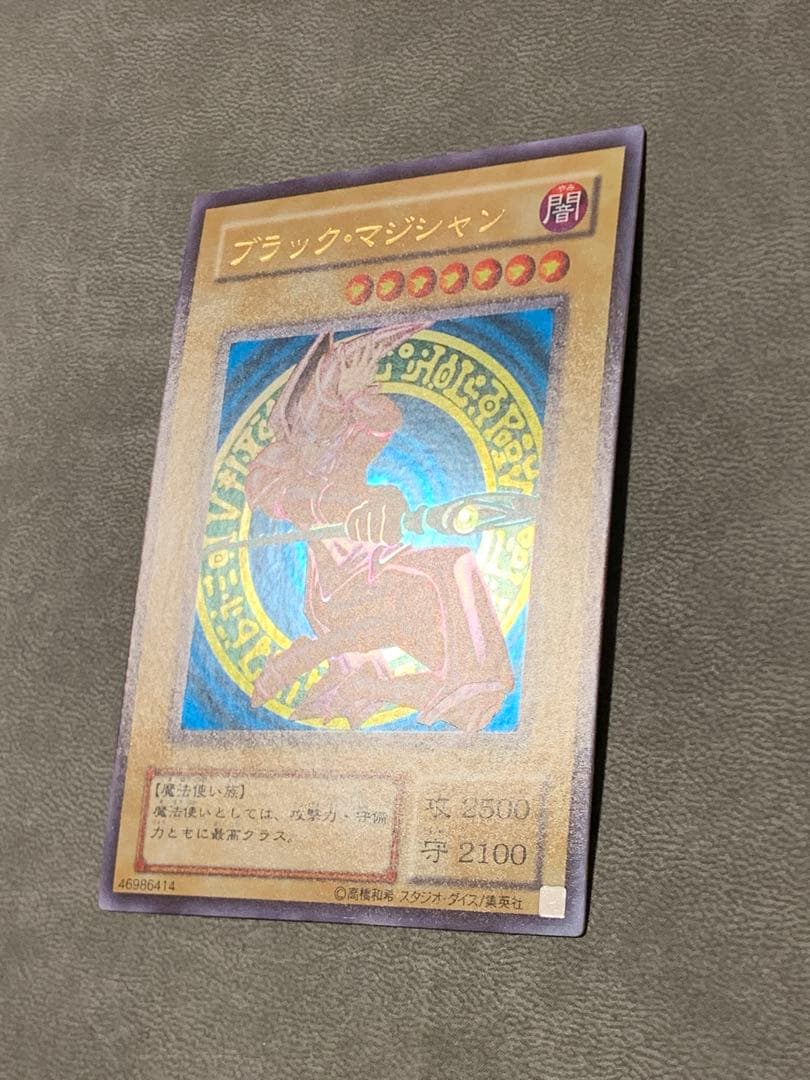 ブラック・マジシャン
やみ
闇
【魔法使い族】
魔法使いとしては、攻撃力・守備
力ともに最高クラス。
攻 2500
守 2100
46986414
©高橋和希 スタジオ・ダイス/集英社